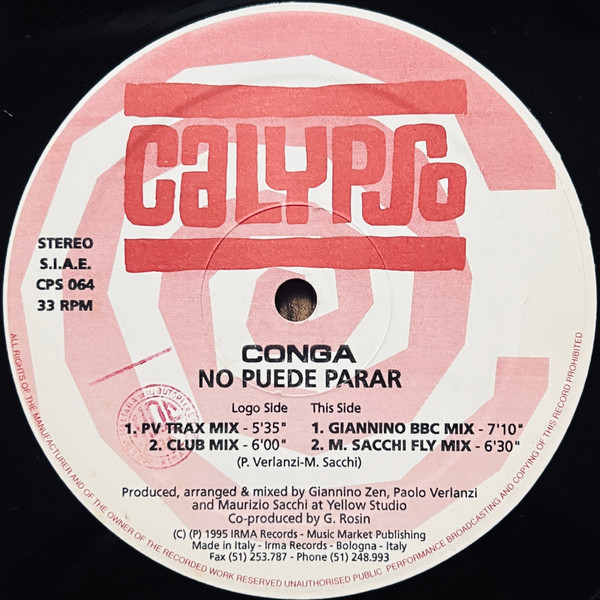 CALYPSO
STEREO
S.I.A.E.
CPS 064
33 RPM
CONGA
NO PUEDE PARAR
Logo Side
1. PV TRAX MIX - 5'35"
2. CLUB MIX - 6'00"
This Side
1. GIANNINO BBC MIX - 7'10"
2. M. SACCHI FLY MIX - 6'30"
(P. Verlanzi-M. Sacchi)
Produced, arranged & mixed by Giannino Zen, Paolo Verlanzi
and Maurizio Sacchi at Yellow Studio
Co-produced by G. Rosin
(C) (P) 1995 IRMA Records - Music Market Publishing
Made in Italy - Irma Records - Bologna - Italy
Fax (51) 253.787 - Phone (51) 248.993
ALL RIGHTS OF THE MANUFACTURER AND OF THE OWNER OF THE RECORDED WORK RESERVED UNAUTHORISED PUBLIC PERFORMANCE BROADCASTING AND COPYING OF THIS RECORD PROHIBITED